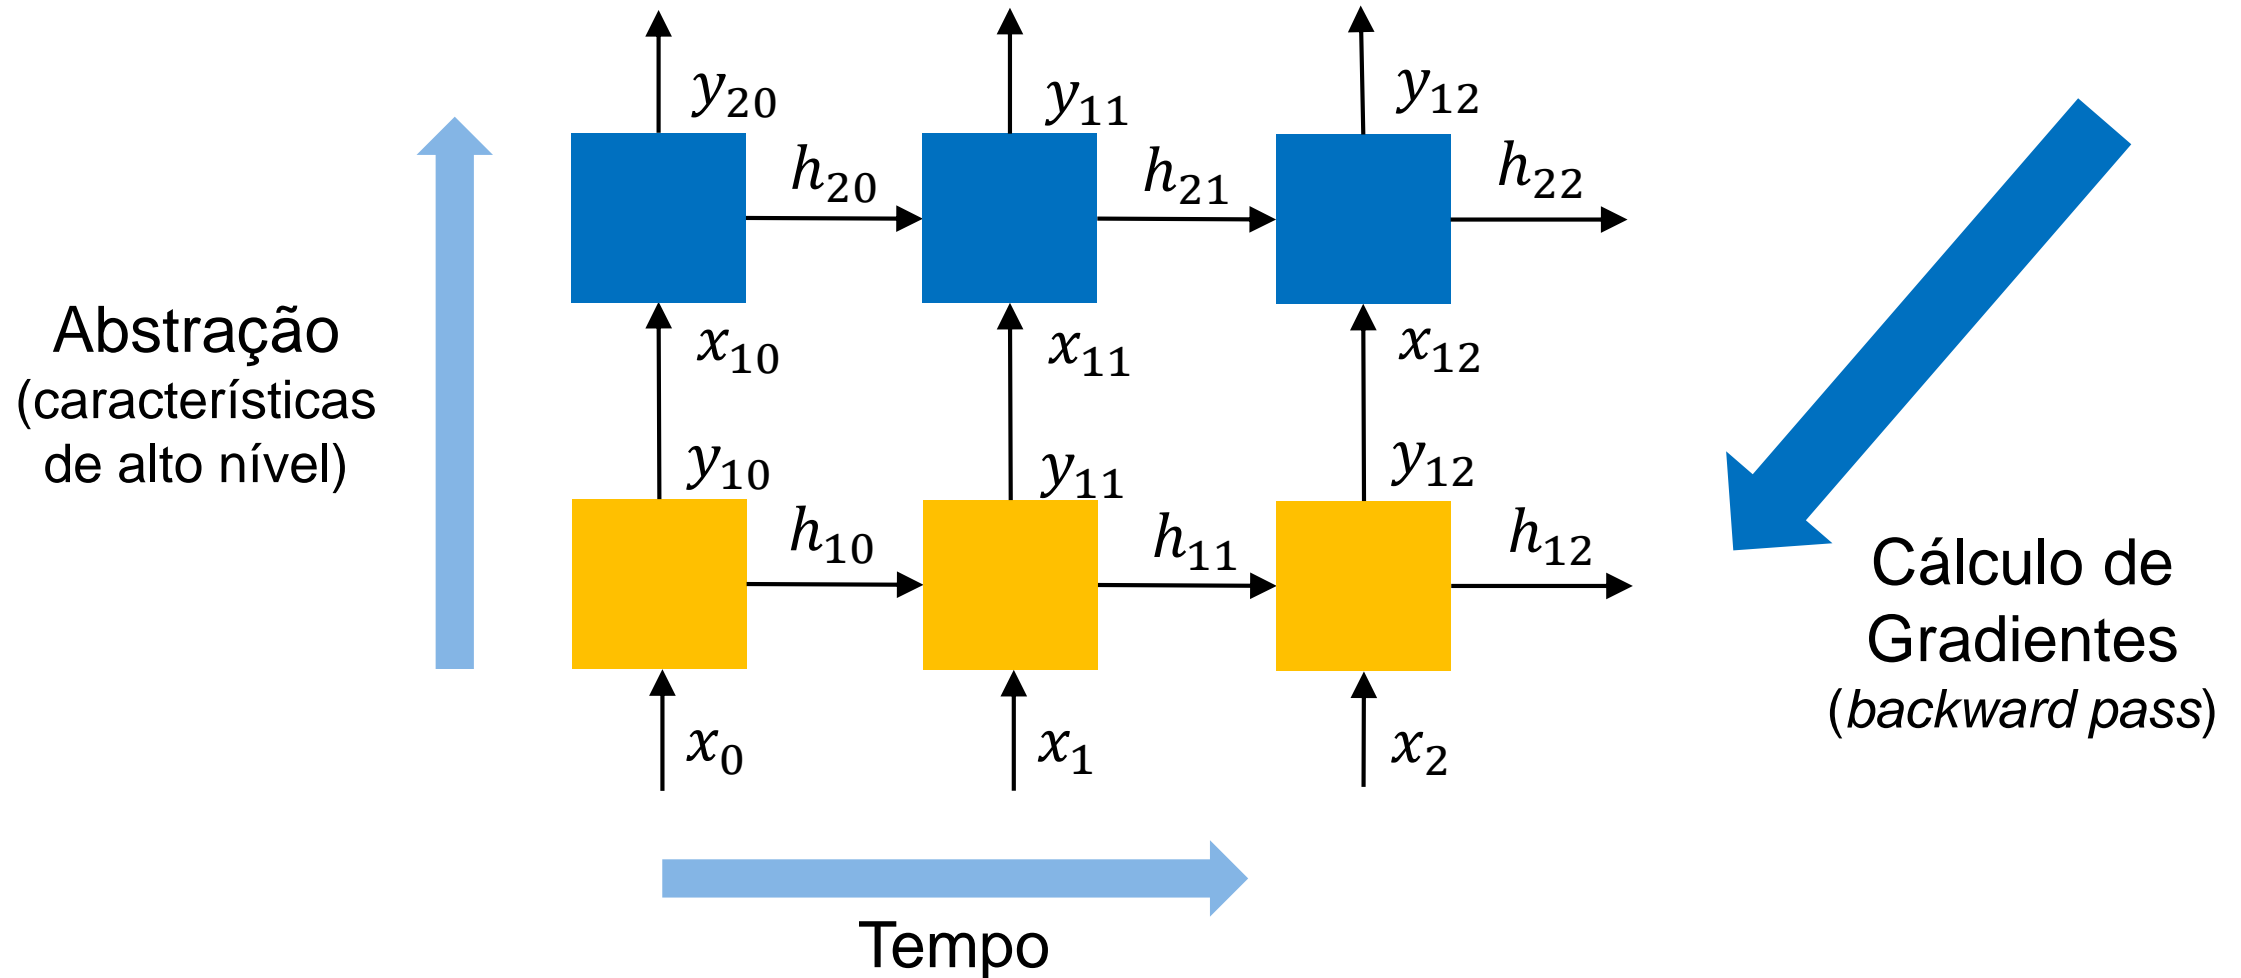 y₂₀ y₁₁ y₁₂
h₂₀ h₂₁ h₂₂
x₁₀ x₁₁ x₁₂
Abstração
(características
de alto nível)
y₁₀ y₁₁ y₁₂
h₁₀ h₁₁ h₁₂
x₀ x₁ x₂
Tempo
Cálculo de
Gradientes
(backward pass)